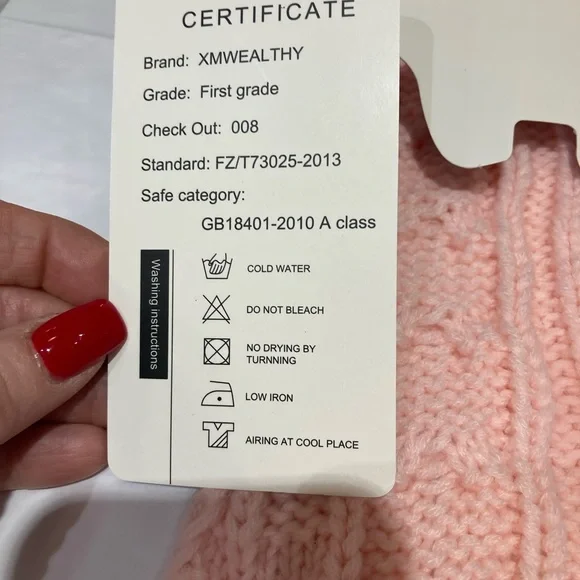 CERTIFICATE
Brand: XMWEALTHY
Grade: First grade
Check Out: 008
Standard: FZ/T73025-2013
Safe category:
GB18401-2010 A class
Washing instructions
COLD WATER
DO NOT BLEACH
NO DRYING BY
TURNNING
LOW IRON
AIRING AT COOL PLACE